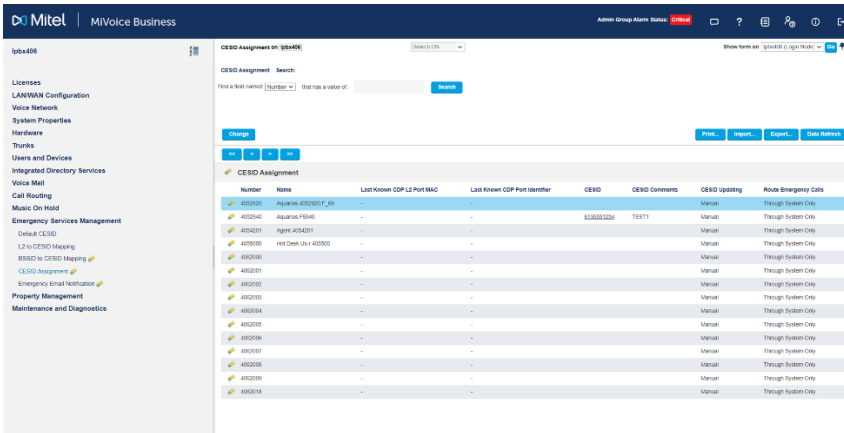 Mitel | MiVoice Business
Admin Group Alarm Status: Critical
lpbx406
CESID Assignment on lpbx406
Search DN
Show form on lpbx406 (Login Node) Go
CESID Assignment Search:
Find a field named: Number that has a value of: Search
Licenses
LAN/WAN Configuration
Voice Network
System Properties
Hardware
Trunks
Users and Devices
Integrated Directory Services
Voice Mail
Call Routing
Music On Hold
Emergency Services Management
Default CESID
L2 to CESID Mapping
BSSID to CESID Mapping
CESID Assignment
Emergency Email Notification
Property Management
Maintenance and Diagnostics
Change
Print... Import... Export... Data Refresh
<< < > >>
CESID Assignment
Number Name Last Known CDP L2 Port MAC Last Known CDP Port Identifier CESID CESID Comments CESID Updating Route Emergency Calls
4052920 Aquarius 4052920,F_69 - - Manual Through System Only
4052940 Aquarius,F6940 - - 6135551234 TEST1 Manual Through System Only
4054201 Agent 4054201 - - Manual Through System Only
4055000 Hot Desk Us-r 405500 - - Manual Through System Only
4062000 - - Manual Through System Only
4062001 - - Manual Through System Only
4062002 - - Manual Through System Only
4062003 - - Manual Through System Only
4062004 - - Manual Through System Only
4062005 - - Manual Through System Only
4062006 - - Manual Through System Only
4062007 - - Manual Through System Only
4062008 - - Manual Through System Only
4062009 - - Manual Through System Only
4062018 - - Manual Through System Only